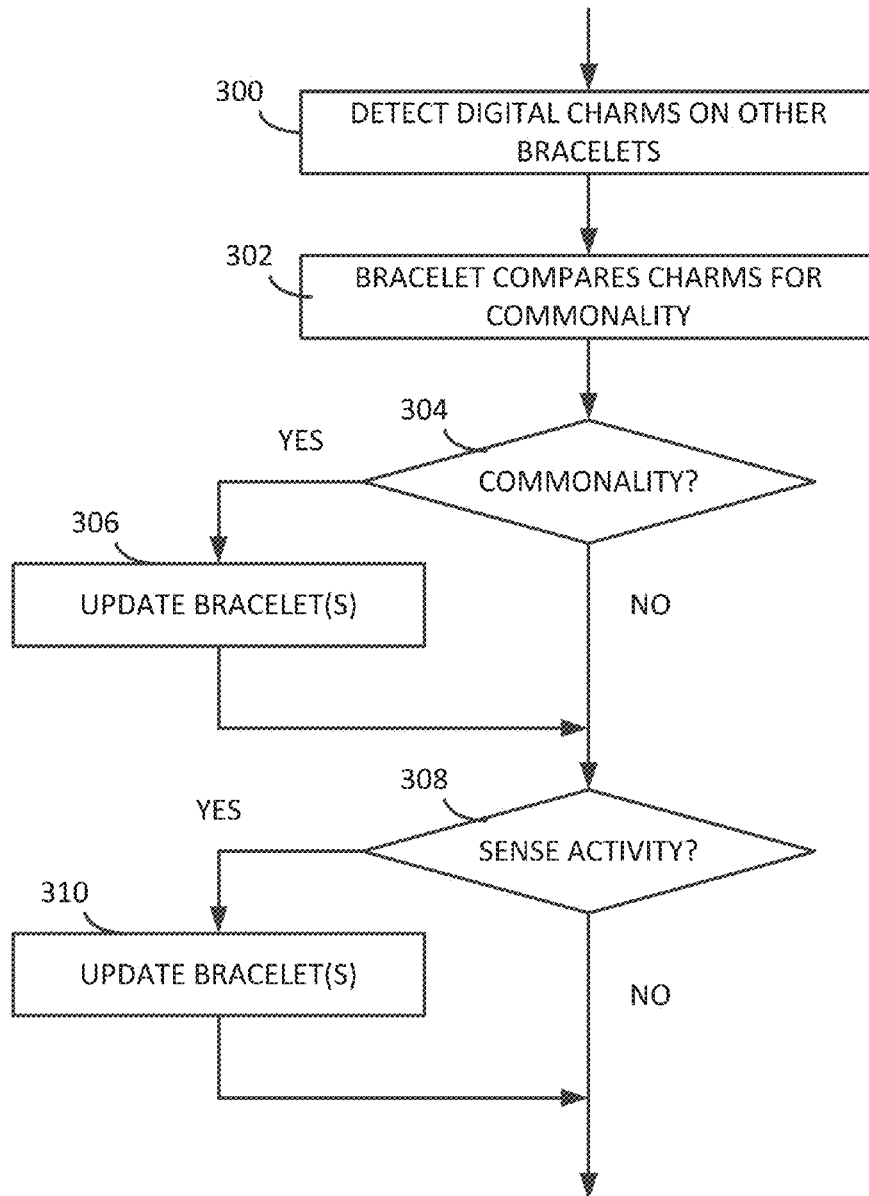 300
DETECT DIGITAL CHARMS ON OTHER
BRACELETS
302
BRACELET COMPARES CHARMS FOR
COMMONALITY
304
YES
COMMONALITY?
306
UPDATE BRACELET(S)
NO
308
YES
SENSE ACTIVITY?
310
UPDATE BRACELET(S)
NO